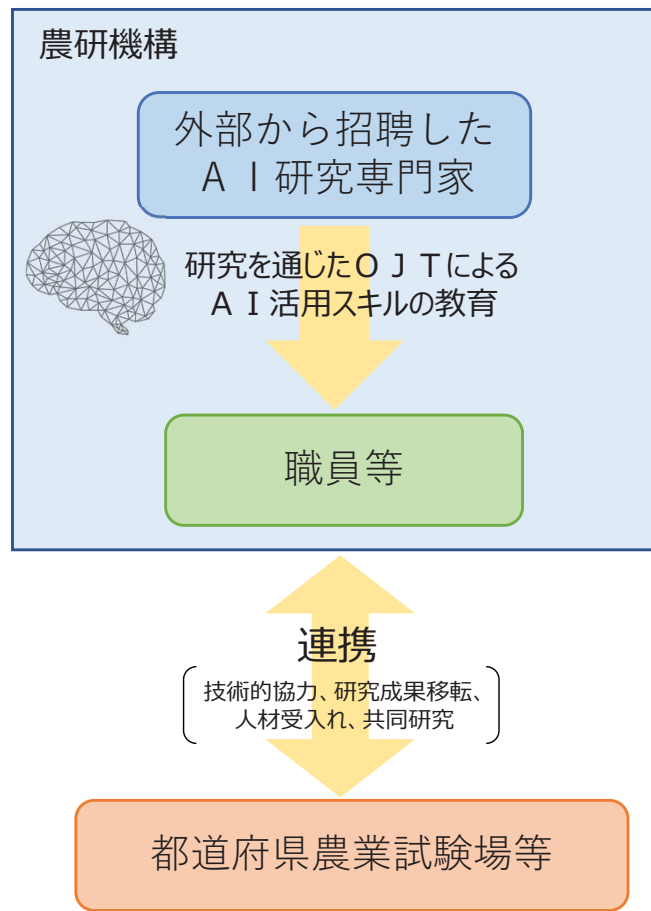 農研機構
外部から招聘した
ＡＩ研究専門家
研究を通じたＯＪＴによる
ＡＩ活用スキルの教育
職員等
連携
技術的協力、研究成果移転、
人材受入れ、共同研究
都道府県農業試験場等